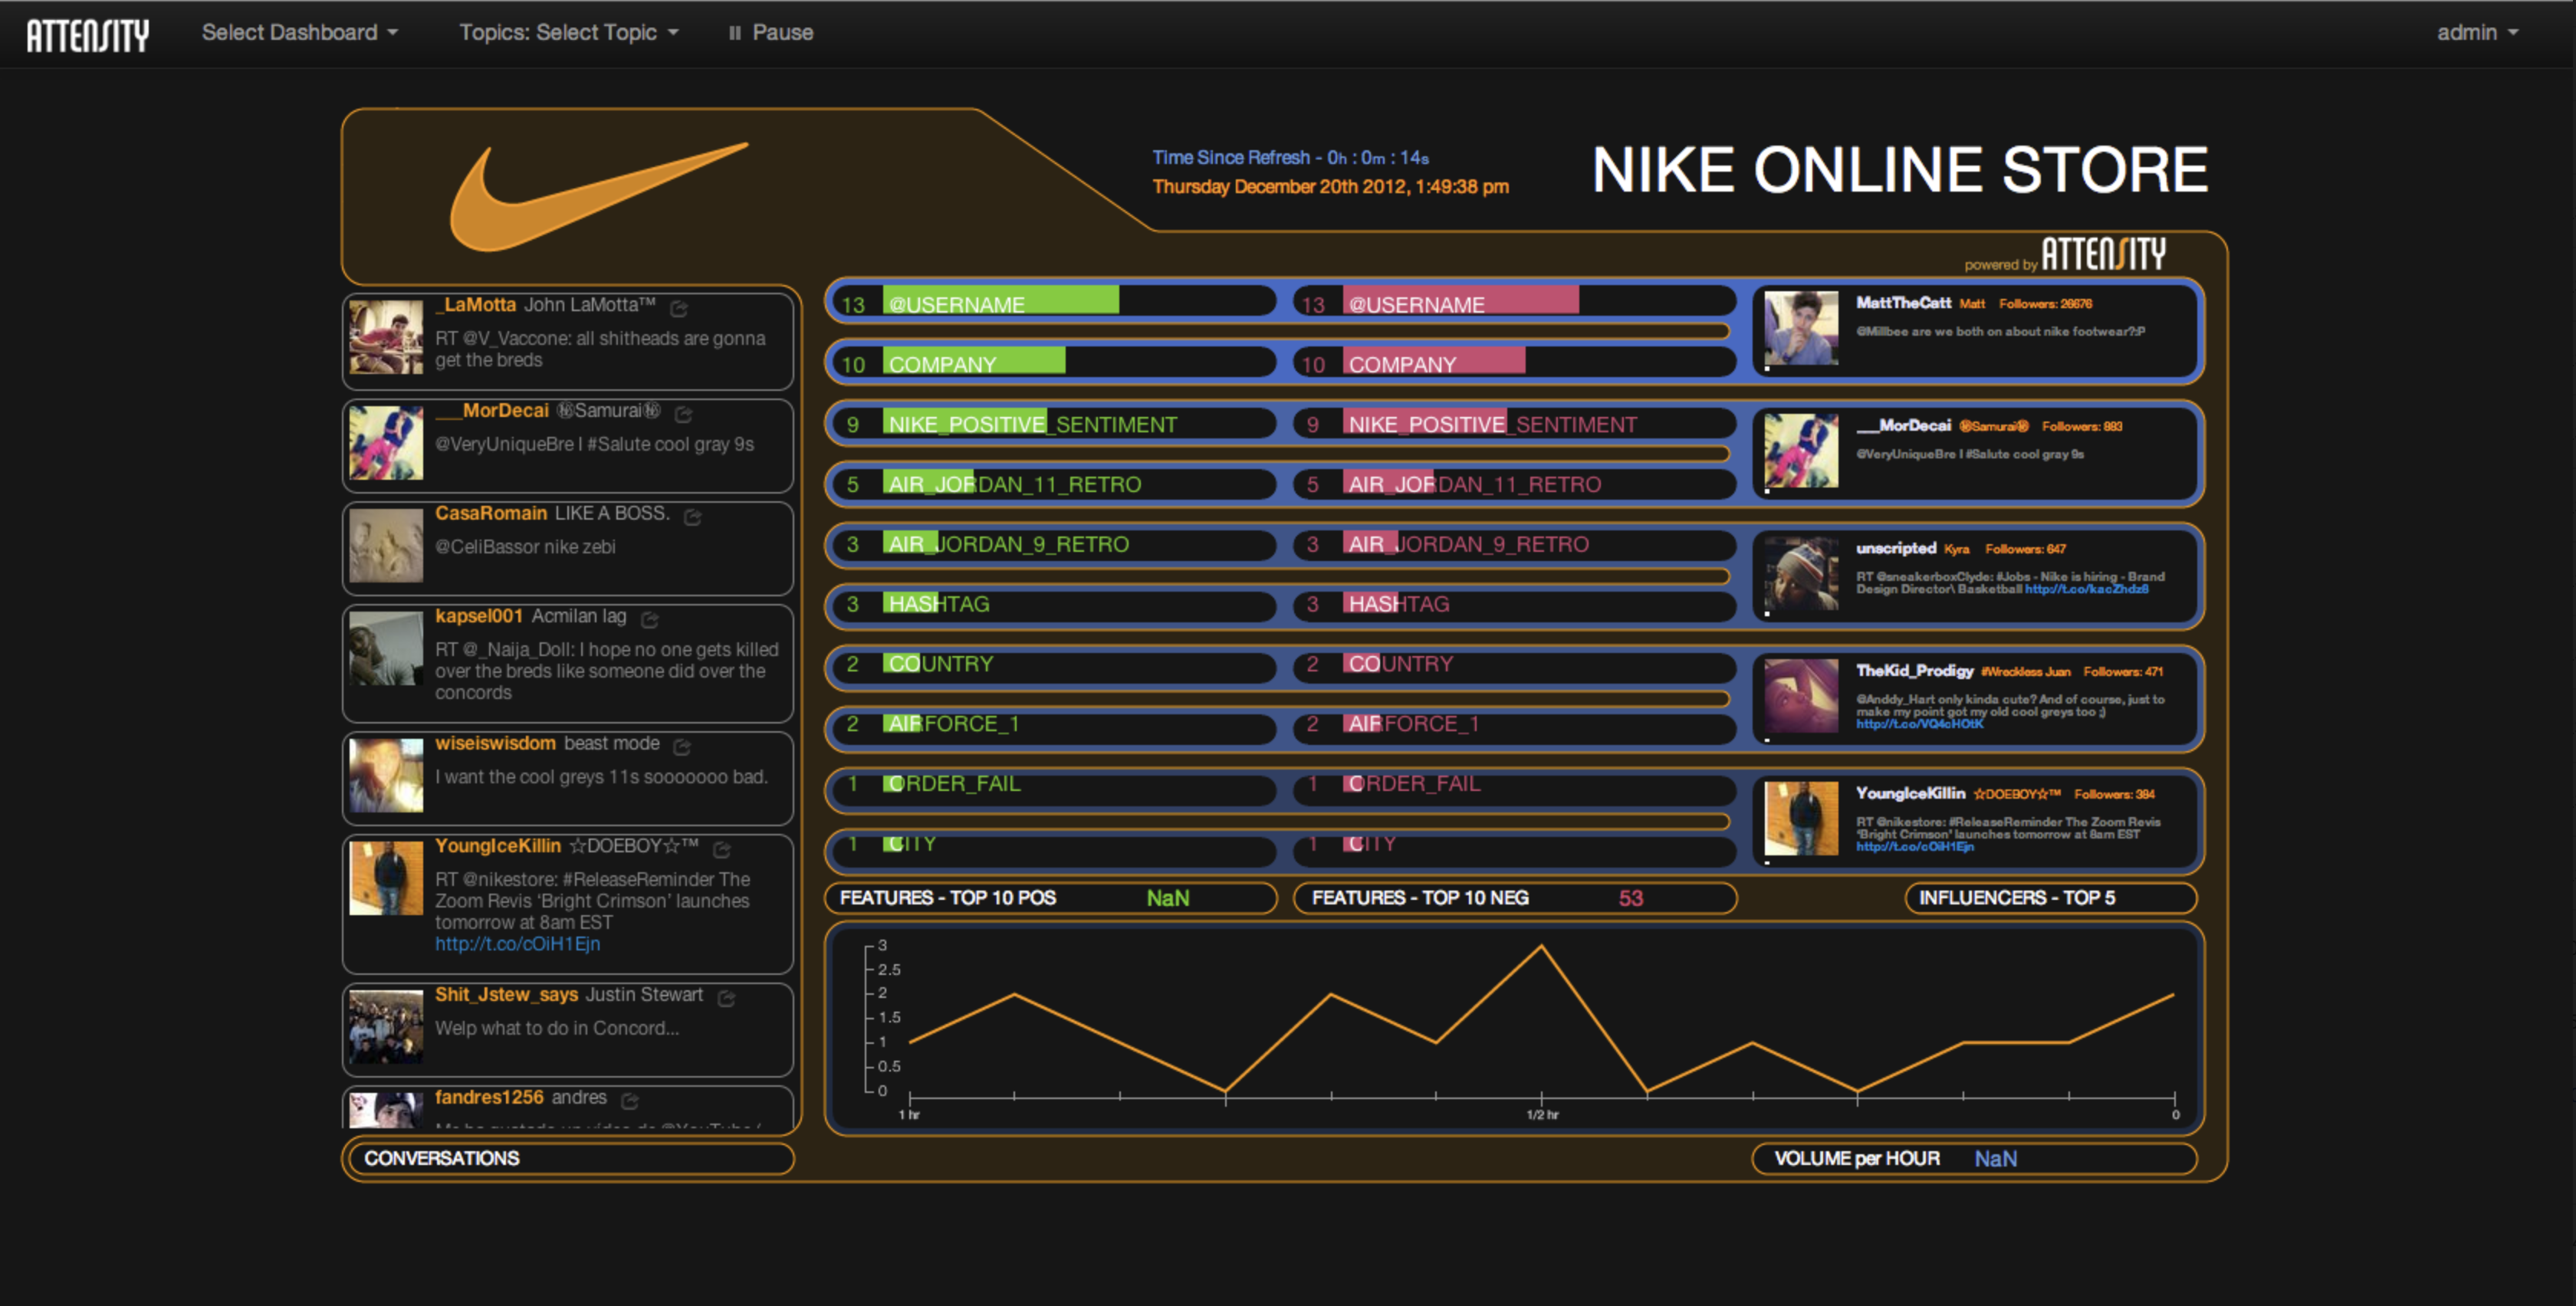 ATTENSITY Select Dashboard Topics: Select Topic Pause admin
Time Since Refresh - 0h : 0m : 14s
Thursday December 20th 2012, 1:49:38 pm
NIKE ONLINE STORE
powered by ATTENSITY
_LaMotta John LaMotta™
RT @V_Vaccone: all shitheads are gonna
get the breds
___MorDecai ㊙Samurai㊙
@VeryUniqueBre I #Salute cool gray 9s
CasaRomain LIKE A BOSS.
@CeliBassor nike zebi
kapsel001 Acmilan lag
RT @_Naija_Doll: I hope no one gets killed
over the breds like someone did over the
concords
wiseiswisdom beast mode
I want the cool greys 11s sooooooo bad.
YoungIceKillin ☆DOEBOY☆™
RT @nikestore: #ReleaseReminder The
Zoom Revis 'Bright Crimson' launches
tomorrow at 8am EST
http://t.co/cOiH1Ejn
Shit_Jstew_says Justin Stewart
Welp what to do in Concord...
fandres1256 andres
CONVERSATIONS
13 @USERNAME
10 COMPANY
9 NIKE_POSITIVE_SENTIMENT
5 AIR_JORDAN_11_RETRO
3 AIR_JORDAN_9_RETRO
3 HASHTAG
2 COUNTRY
2 AIRFORCE_1
1 ORDER_FAIL
1 CITY
FEATURES - TOP 10 POS NaN
13 @USERNAME
10 COMPANY
9 NIKE_POSITIVE_SENTIMENT
5 AIR_JORDAN_11_RETRO
3 AIR_JORDAN_9_RETRO
3 HASHTAG
2 COUNTRY
2 AIRFORCE_1
1 ORDER_FAIL
1 CITY
FEATURES - TOP 10 NEG 53
MattTheCatt Matt Followers: 26676
@Millbee are we both on about nike footwear?:P
___MorDecai ㊙Samurai㊙ Followers: 883
@VeryUniqueBre I #Salute cool gray 9s
unscripted Kyra Followers: 647
RT @sneakerboxClyde: #Jobs - Nike is hiring - Brand
Design Director\ Basketball http://t.co/kacZhdz8
TheKid_Prodigy #Wreckless Juan Followers: 471
@Anddy_Hart only kinda cute? And of course, just to
make my point got my old cool greys too ;)
http://t.co/VQ4cHOtK
YoungIceKillin ☆DOEBOY☆™ Followers: 384
RT @nikestore: #ReleaseReminder The Zoom Revis
'Bright Crimson' launches tomorrow at 8am EST
http://t.co/cOiH1Ejn
INFLUENCERS - TOP 5
3
2.5
2
1.5
1
0.5
0
1 hr 1/2 hr 0
VOLUME per HOUR NaN